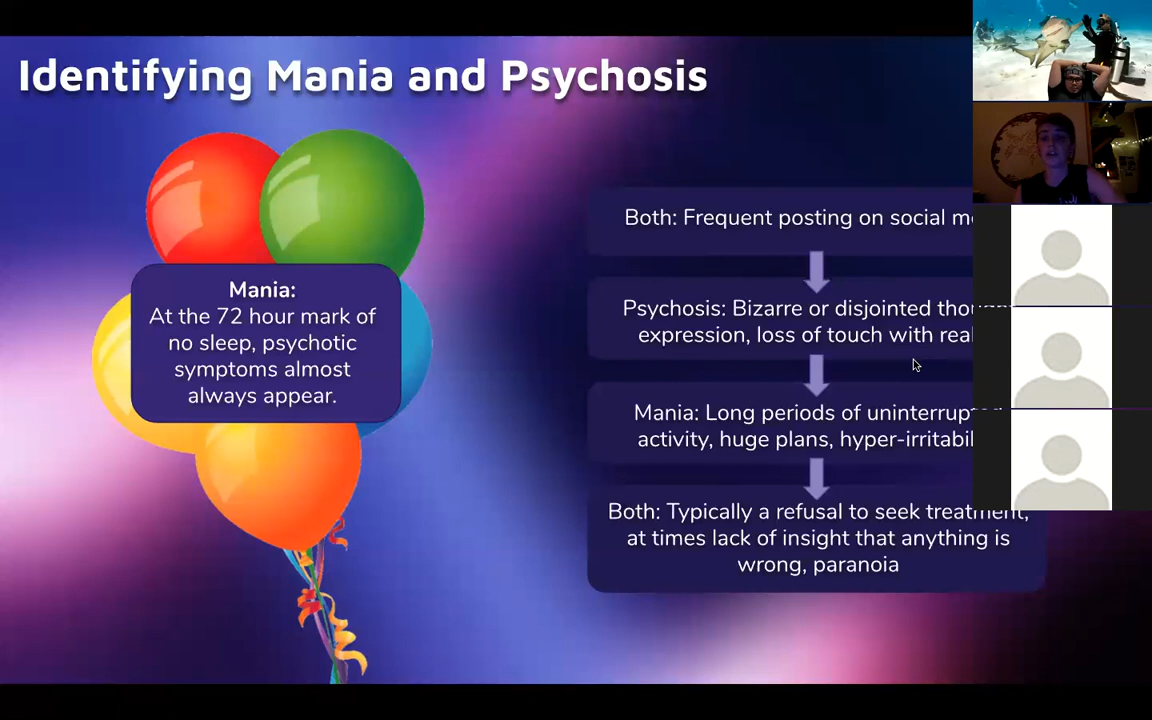 Identifying Mania and Psychosis
Mania:
At the 72 hour mark of
no sleep, psychotic
symptoms almost
always appear.
Both: Frequent posting on social
Psychosis: Bizarre or disjointed
expression, loss of touch with
Mania: Long periods of
activity, huge plans,
Both: Typically a refusal to seek treatment,
at times lack of insight that anything is
wrong, paranoia